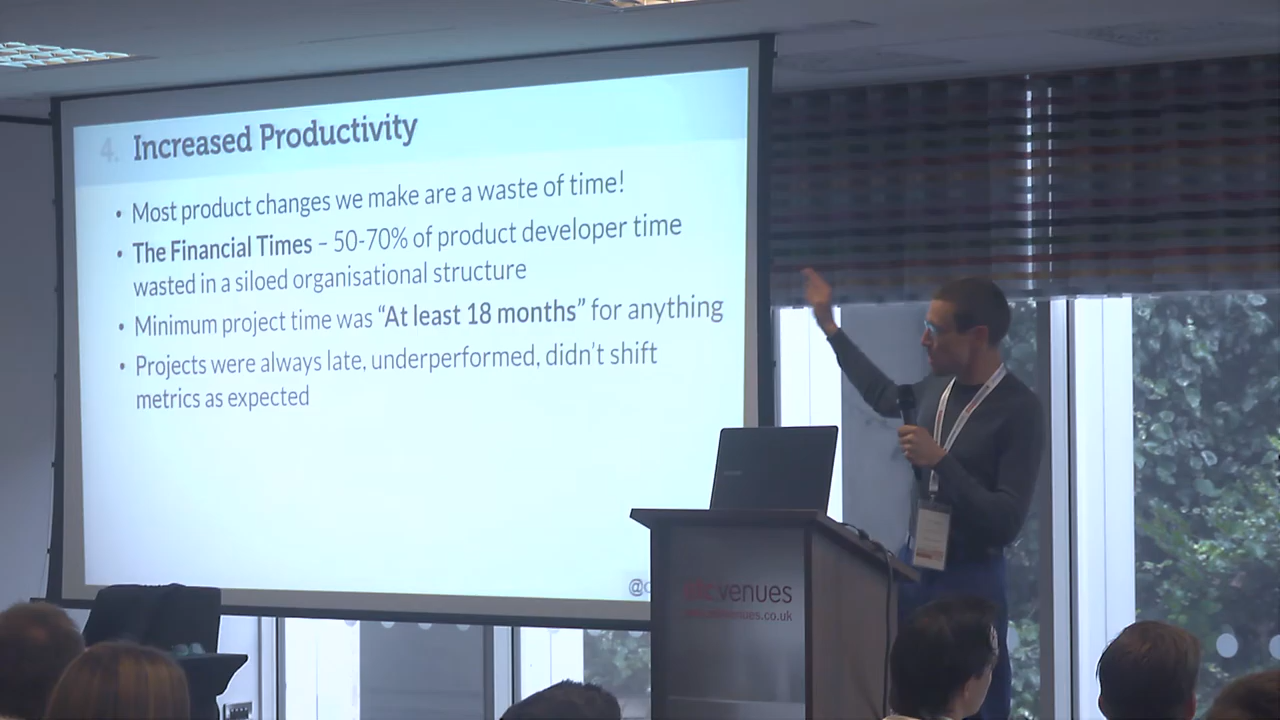 4. Increased Productivity
• Most product changes we make are a waste of time!
• The Financial Times – 50-70% of product developer time
wasted in a siloed organisational structure
• Minimum project time was “At least 18 months” for anything
• Projects were always late, underperformed, didn’t shift
metrics as expected
venues
venues.co.uk